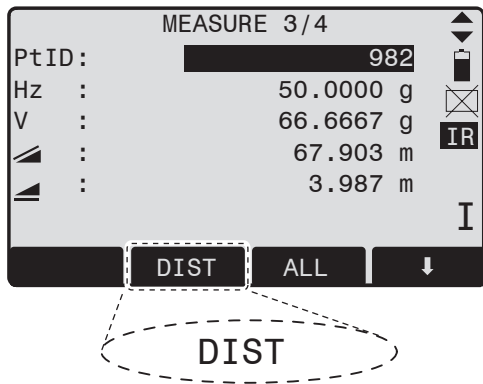 MEASURE 3/4
PtID: 982
Hz : 50.0000 g
V : 66.6667 g
: 67.903 m
: 3.987 m
IR
I
DIST ALL
DIST